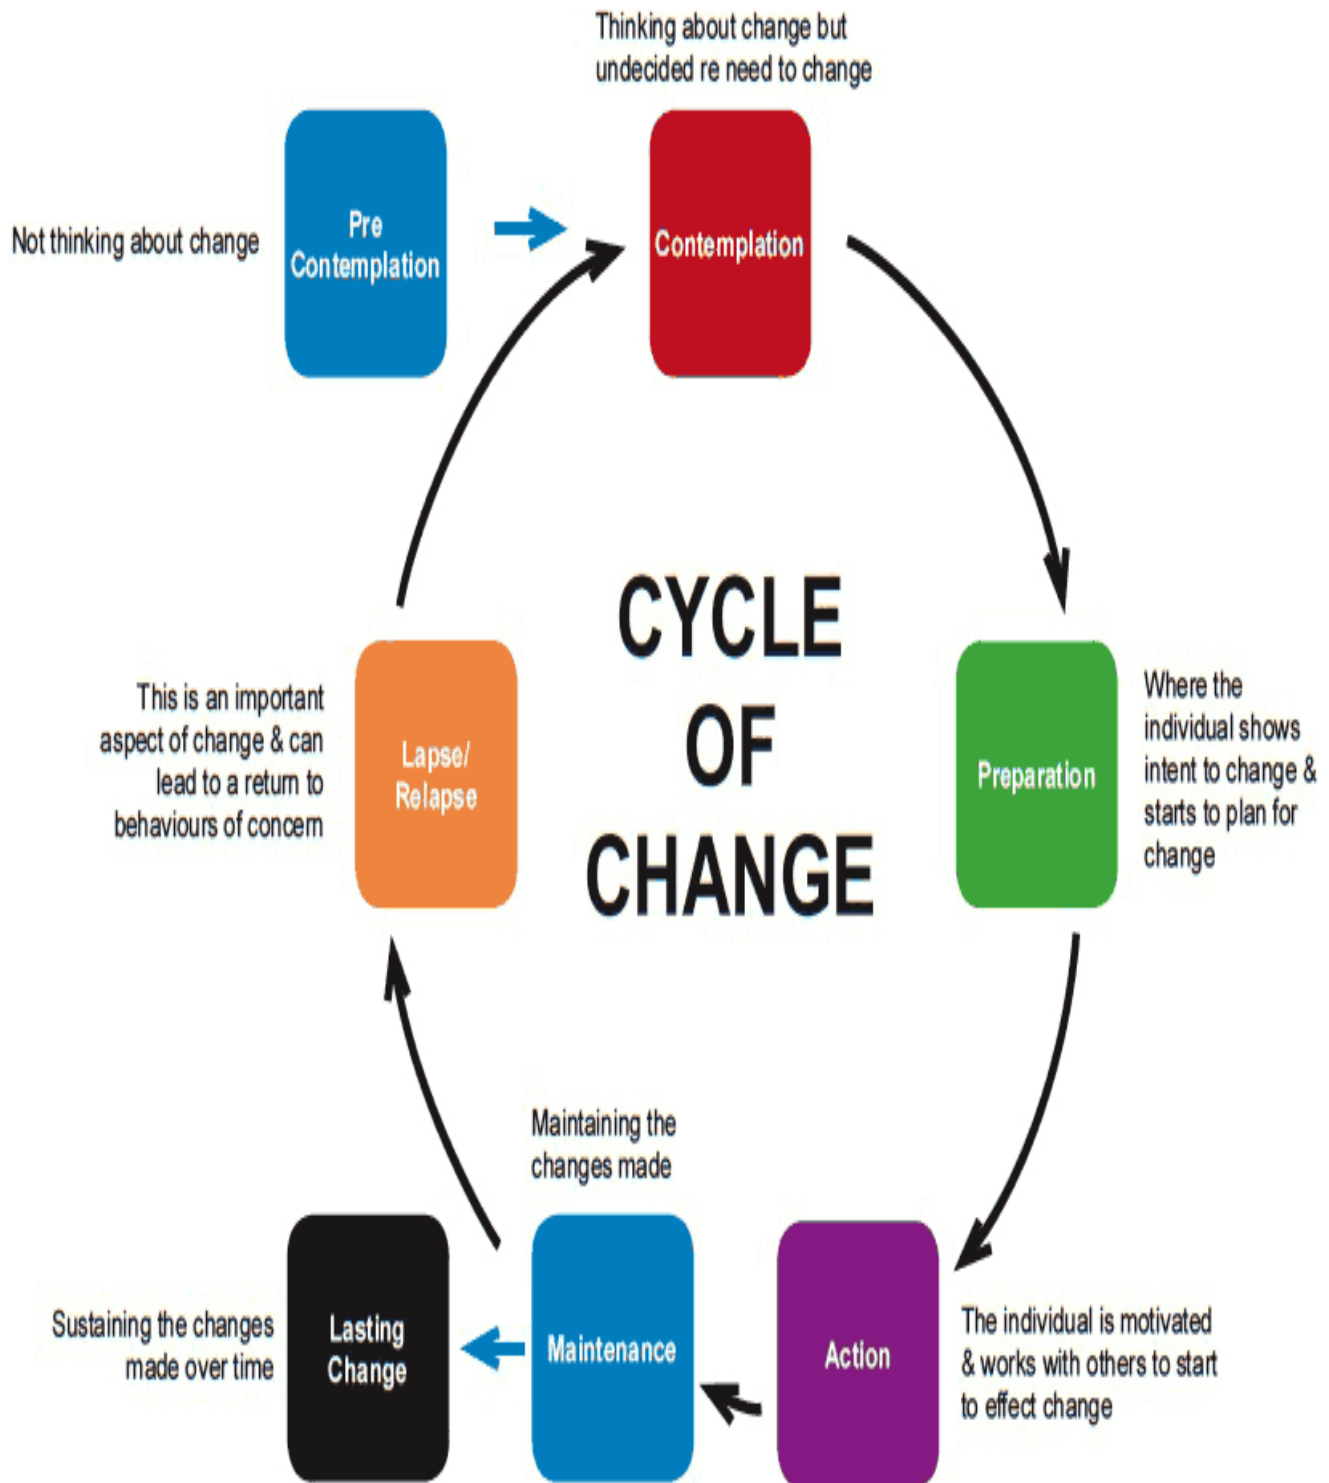 Thinking about change but
undecided re need to change
Not thinking about change
Pre
Contemplation
Contemplation
CYCLE
OF
CHANGE
This is an important
aspect of change & can
lead to a return to
behaviours of concern
Lapse/
Relapse
Preparation
Where the
individual shows
intent to change &
starts to plan for
change
Maintaining the
changes made
Sustaining the changes
made over time
Lasting
Change
Maintenance
Action
The individual is motivated
& works with others to start
to effect change